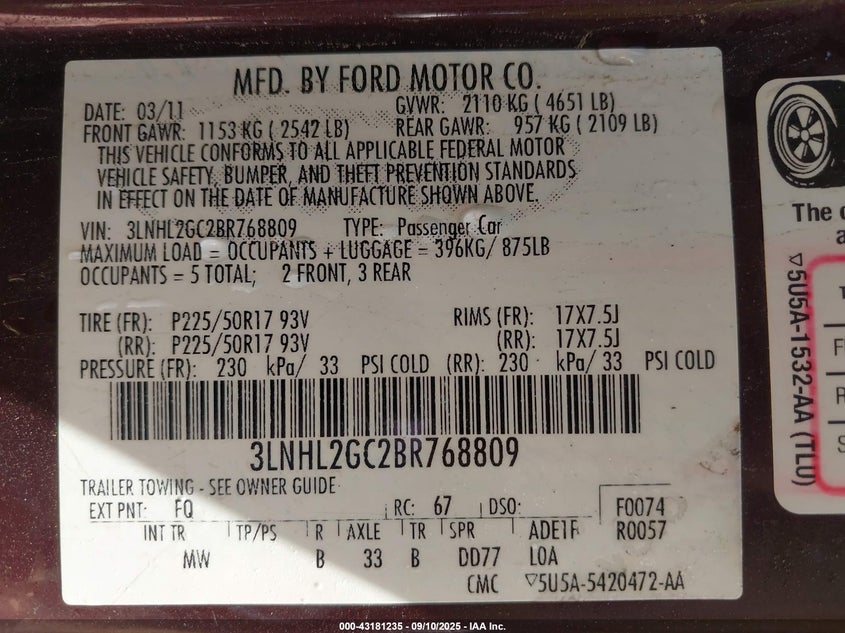 MFD. BY FORD MOTOR CO.
DATE: 03/11 GVWR: 2110 KG ( 4651 LB)
FRONT GAWR: 1153 KG ( 2542 LB) REAR GAWR: 957 KG ( 2109 LB)
THIS VEHICLE CONFORMS TO ALL APPLICABLE FEDERAL MOTOR
VEHICLE SAFETY, BUMPER, AND THEFT PREVENTION STANDARDS
IN EFFECT ON THE DATE OF MANUFACTURE SHOWN ABOVE.
VIN: 3LNHL2GC2BR768809 TYPE: Passenger Car
MAXIMUM LOAD = OCCUPANTS + LUGGAGE = 396KG/ 875LB
OCCUPANTS = 5 TOTAL; 2 FRONT, 3 REAR
TIRE (FR): P225/50R17 93V RIMS (FR): 17X7.5J
(RR): P225/50R17 93V (RR): 17X7.5J
PRESSURE (FR): 230 kPa/ 33 PSI COLD (RR): 230 kPa/ 33 PSI COLD
3LNHL2GC2BR768809
TRAILER TOWING - SEE OWNER GUIDE
EXT PNT: FQ RC: 67 DSO: F0074
INT TR TP/PS R AXLE TR SPR ADE1F R0057
MW B 33 B DD77 LOA
CMC ▽5U5A-5420472-AA
The
▽5U5A-1532-AA (TLU)
000-43181235 - 09/10/2025 - IAA Inc.